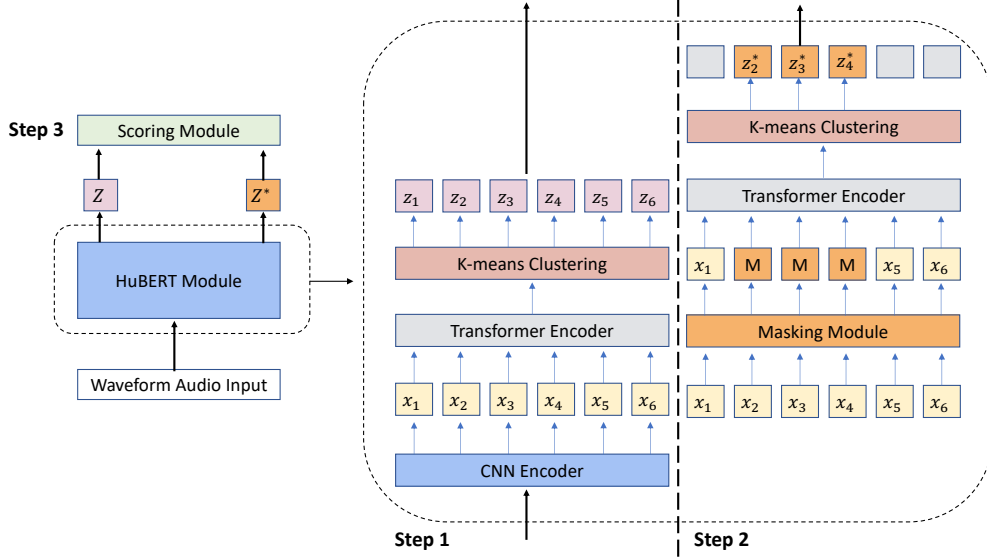 Step 3
Scoring Module
Z Z*
HuBERT Module
Waveform Audio Input
z₁ z₂ z₃ z₄ z₅ z₆
K-means Clustering
Transformer Encoder
x₁ x₂ x₃ x₄ x₅ x₆
CNN Encoder
Step 1
z₂* z₃* z₄*
K-means Clustering
Transformer Encoder
x₁ M M M x₅ x₆
Masking Module
x₁ x₂ x₃ x₄ x₅ x₆
Step 2